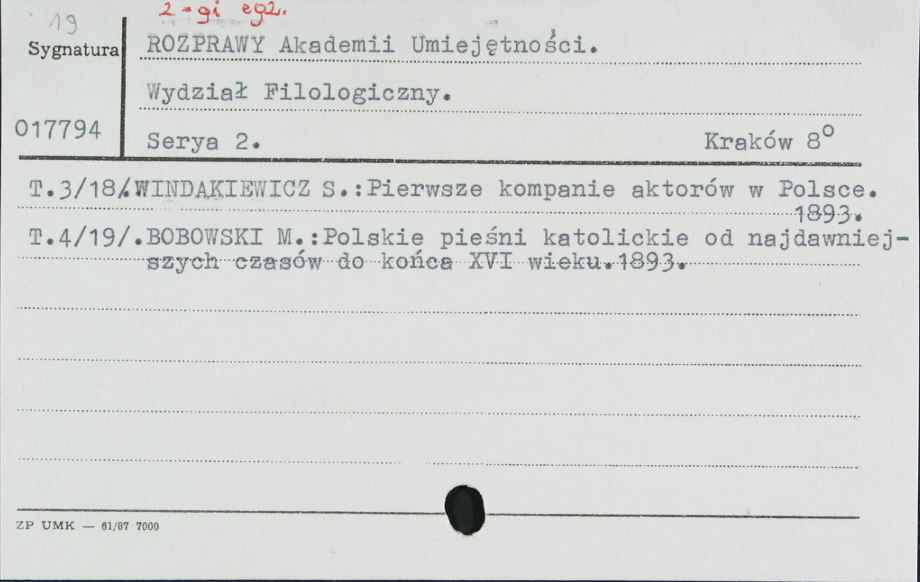 19
2-gi egz.
Sygnatura
ROZPRAWY Akademii Umiejętności.
Wydział Filologiczny.
017794
Serya 2.
Kraków 8°
T.3/18/.WINDAKIEWICZ S.:Pierwsze kompanie aktorów w Polsce.
1893.
T.4/19/.BOBOWSKI M.:Polskie pieśni katolickie od najdawniej-
szych czasów do końca XVI wieku.1893.
ZP UMK — 61/67 7000